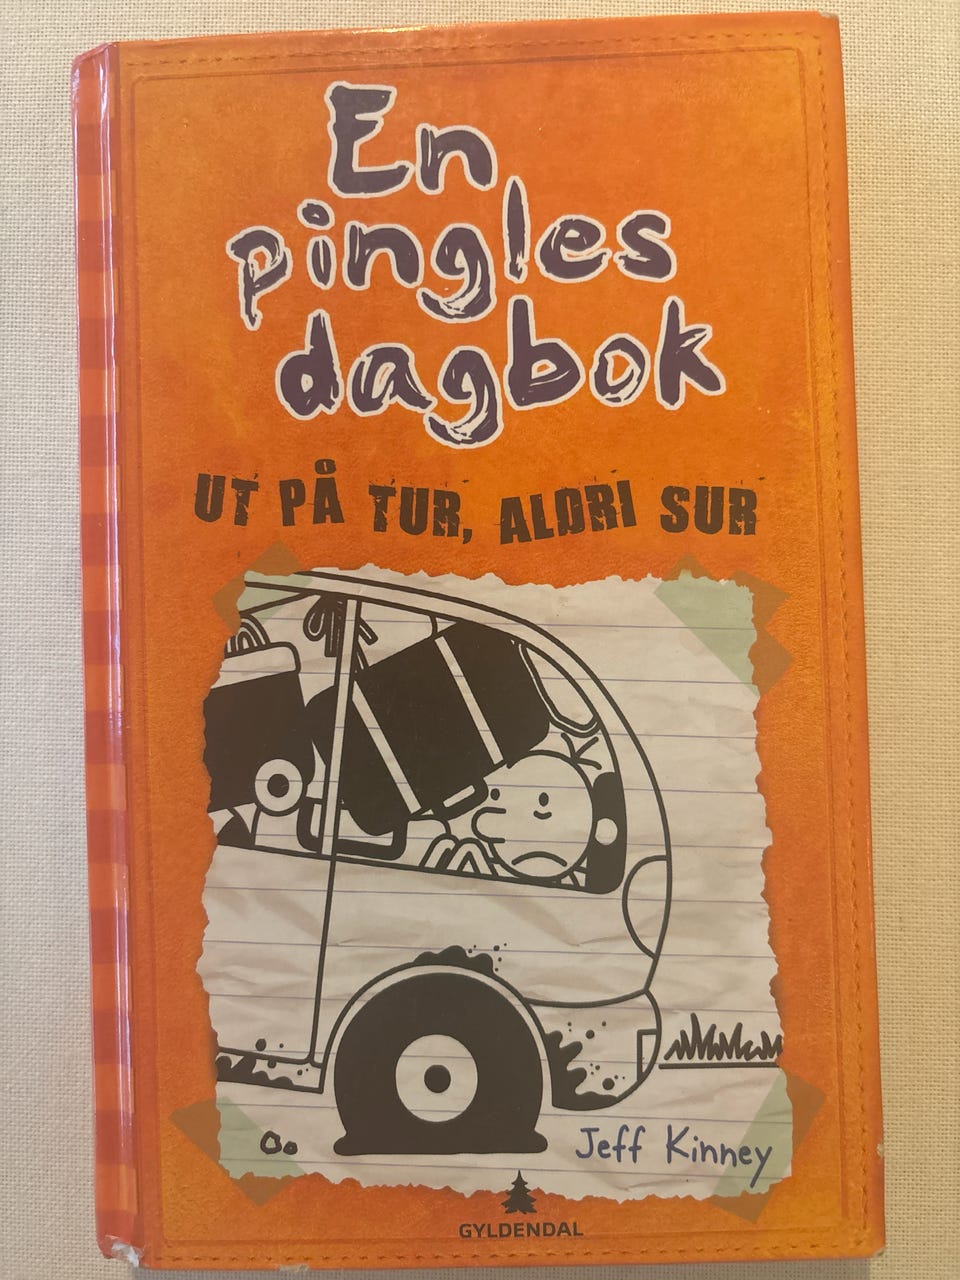 En
pingles
dagbok
UT PÅ TUR, ALDRI SUR
Jeff Kinney
GYLDENDAL